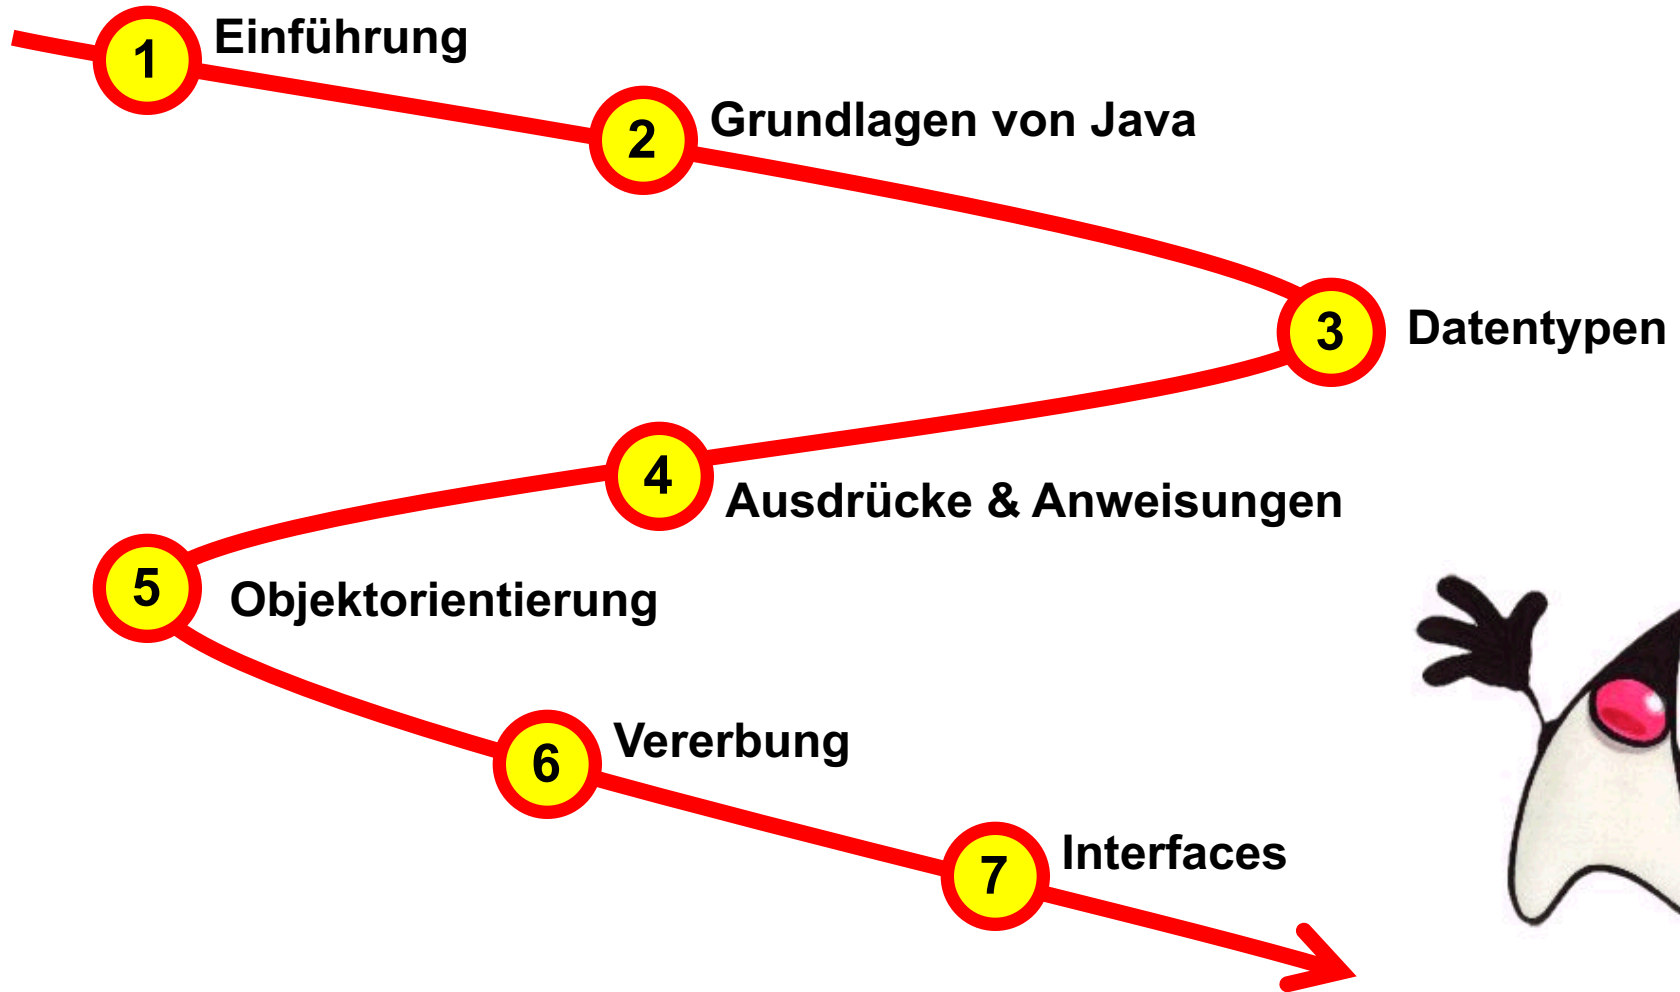 1 Einführung
2 Grundlagen von Java
3 Datentypen
4 Ausdrücke & Anweisungen
5 Objektorientierung
6 Vererbung
7 Interfaces